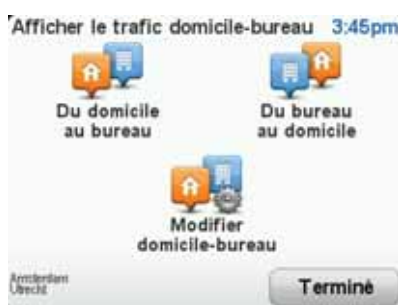 Afficher le trafic domicile-bureau 3:45pm
Du domicile
au bureau
Du bureau
au domicile
Modifier
domicile-bureau
Amsterdam
Utrecht
Terminé